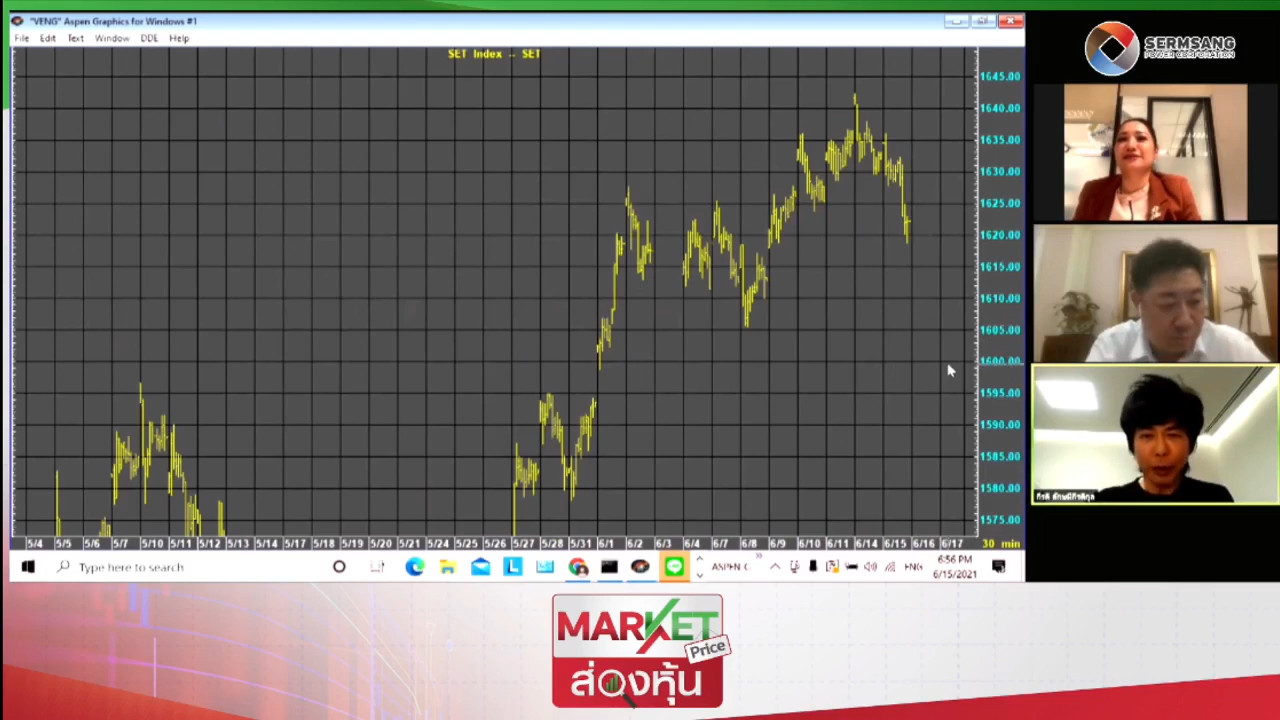 "VENG" Aspen Graphics for Windows #1
File Edit Text Window DDE Help
SET Index -- SET
1645.00
1640.00
1635.00
1630.00
1625.00
1620.00
1615.00
1610.00
1605.00
1600.00
1595.00
1590.00
1585.00
1580.00
1575.00
5/4 5/5 5/6 5/7 5/10 5/11 5/12 5/13 5/14 5/17 5/18 5/19 5/20 5/21 5/24 5/25 5/26 5/27 5/28 5/31 6/1 6/2 6/3 6/4 6/7 6/8 6/9 6/10 6/11 6/14 6/15 6/16 6/17 30 min
Type here to search
ASPEN C
ENG
6:56 PM
6/15/2021
SERMSANG
POWER CORPORATION
MARKET
Price
ส่องหุ้น